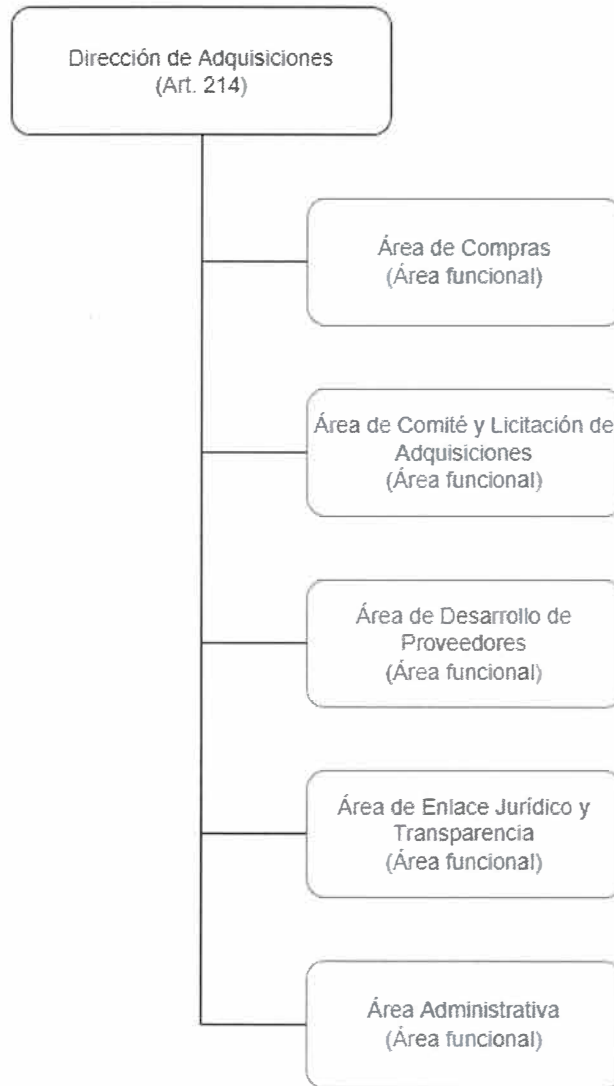 Dirección de Adquisiciones
(Art. 214)
Área de Compras
(Área funcional)
Área de Comité y Licitación de
Adquisiciones
(Área funcional)
Área de Desarrollo de
Proveedores
(Área funcional)
Área de Enlace Jurídico y
Transparencia
(Área funcional)
Área Administrativa
(Área funcional)